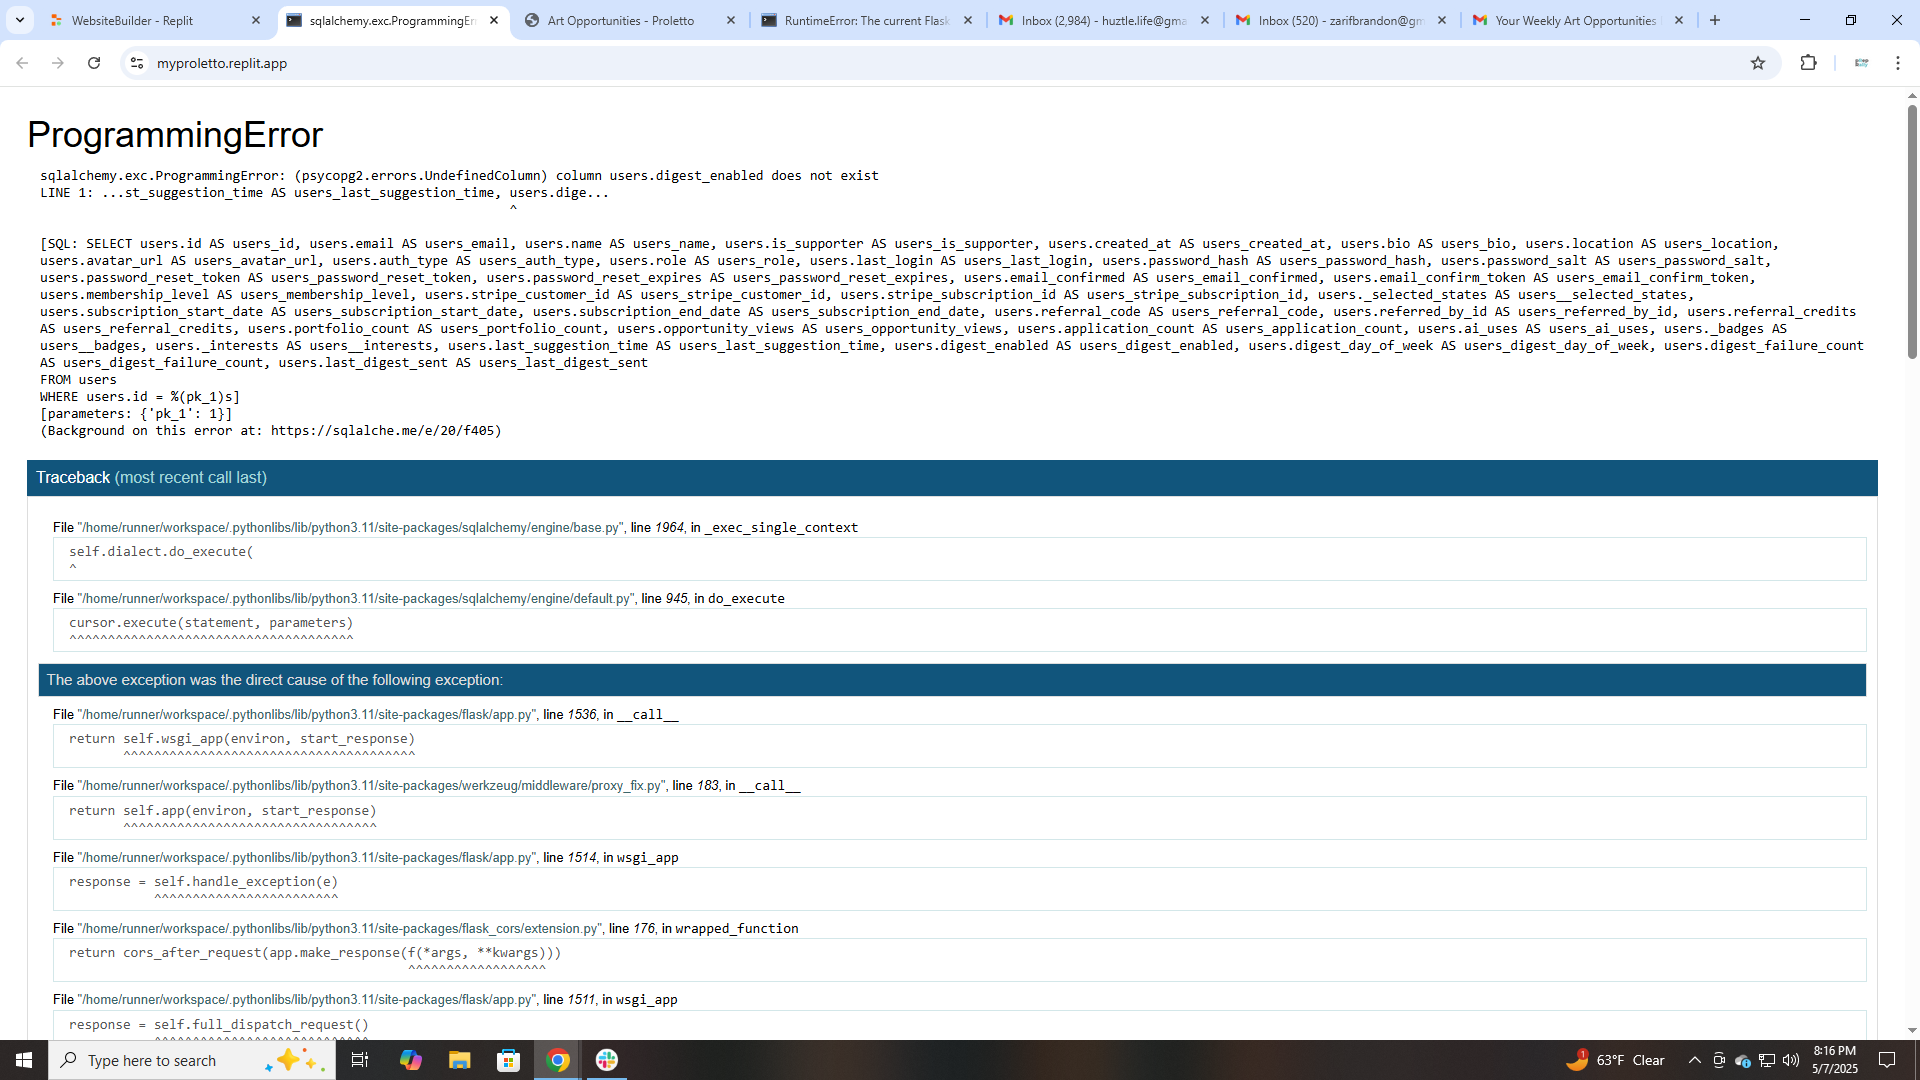 WebsiteBuilder - Replit
sqlalchemy.exc.ProgrammingErr
Art Opportunities - Proletto
RuntimeError: The current Flask
Inbox (2,984) - huztle.life@gma
Inbox (520) - zarifbrandon@gm
Your Weekly Art Opportunities
myproletto.replit.app
ProgrammingError
sqlalchemy.exc.ProgrammingError: (psycopg2.errors.UndefinedColumn) column users.digest_enabled does not exist
LINE 1: ...st_suggestion_time AS users_last_suggestion_time, users.dige...
^
[SQL: SELECT users.id AS users_id, users.email AS users_email, users.name AS users_name, users.is_supporter AS users_is_supporter, users.created_at AS users_created_at, users.bio AS users_bio, users.location AS users_location,
users.avatar_url AS users_avatar_url, users.auth_type AS users_auth_type, users.role AS users_role, users.last_login AS users_last_login, users.password_hash AS users_password_hash, users.password_salt AS users_password_salt,
users.password_reset_token AS users_password_reset_token, users.password_reset_expires AS users_password_reset_expires, users.email_confirmed AS users_email_confirmed, users.email_confirm_token AS users_email_confirm_token,
users.membership_level AS users_membership_level, users.stripe_customer_id AS users_stripe_customer_id, users.stripe_subscription_id AS users_stripe_subscription_id, users._selected_states AS users__selected_states,
users.subscription_start_date AS users_subscription_start_date, users.subscription_end_date AS users_subscription_end_date, users.referral_code AS users_referral_code, users.referred_by_id AS users_referred_by_id, users.referral_credits
AS users_referral_credits, users.portfolio_count AS users_portfolio_count, users.opportunity_views AS users_opportunity_views, users.application_count AS users_application_count, users.ai_uses AS users_ai_uses, users._badges AS
users__badges, users._interests AS users__interests, users.last_suggestion_time AS users_last_suggestion_time, users.digest_enabled AS users_digest_enabled, users.digest_day_of_week AS users_digest_day_of_week, users.digest_failure_count
AS users_digest_failure_count, users.last_digest_sent AS users_last_digest_sent
FROM users
WHERE users.id = %(pk_1)s]
[parameters: {'pk_1': 1}]
(Background on this error at: https://sqlalche.me/e/20/f405)
Traceback (most recent call last)
File "/home/runner/workspace/.pythonlibs/lib/python3.11/site-packages/sqlalchemy/engine/base.py", line 1964, in _exec_single_context
self.dialect.do_execute(
^
File "/home/runner/workspace/.pythonlibs/lib/python3.11/site-packages/sqlalchemy/engine/default.py", line 945, in do_execute
cursor.execute(statement, parameters)
^^^^^^^^^^^^^^^^^^^^^^^^^^^^^^^^^^^^^
The above exception was the direct cause of the following exception:
File "/home/runner/workspace/.pythonlibs/lib/python3.11/site-packages/flask/app.py", line 1536, in __call__
return self.wsgi_app(environ, start_response)
^^^^^^^^^^^^^^^^^^^^^^^^^^^^^^^^^^^^^^
File "/home/runner/workspace/.pythonlibs/lib/python3.11/site-packages/werkzeug/middleware/proxy_fix.py", line 183, in __call__
return self.app(environ, start_response)
^^^^^^^^^^^^^^^^^^^^^^^^^^^^^^^^^
File "/home/runner/workspace/.pythonlibs/lib/python3.11/site-packages/flask/app.py", line 1514, in wsgi_app
response = self.handle_exception(e)
^^^^^^^^^^^^^^^^^^^^^^^^
File "/home/runner/workspace/.pythonlibs/lib/python3.11/site-packages/flask_cors/extension.py", line 176, in wrapped_function
return cors_after_request(app.make_response(f(*args, **kwargs)))
^^^^^^^^^^^^^^^^^^
File "/home/runner/workspace/.pythonlibs/lib/python3.11/site-packages/flask/app.py", line 1511, in wsgi_app
response = self.full_dispatch_request()
^^^^^^^^^^^^^^^^^^^^^^^^^^^^
Type here to search
1
63°F Clear
8:16 PM
5/7/2025